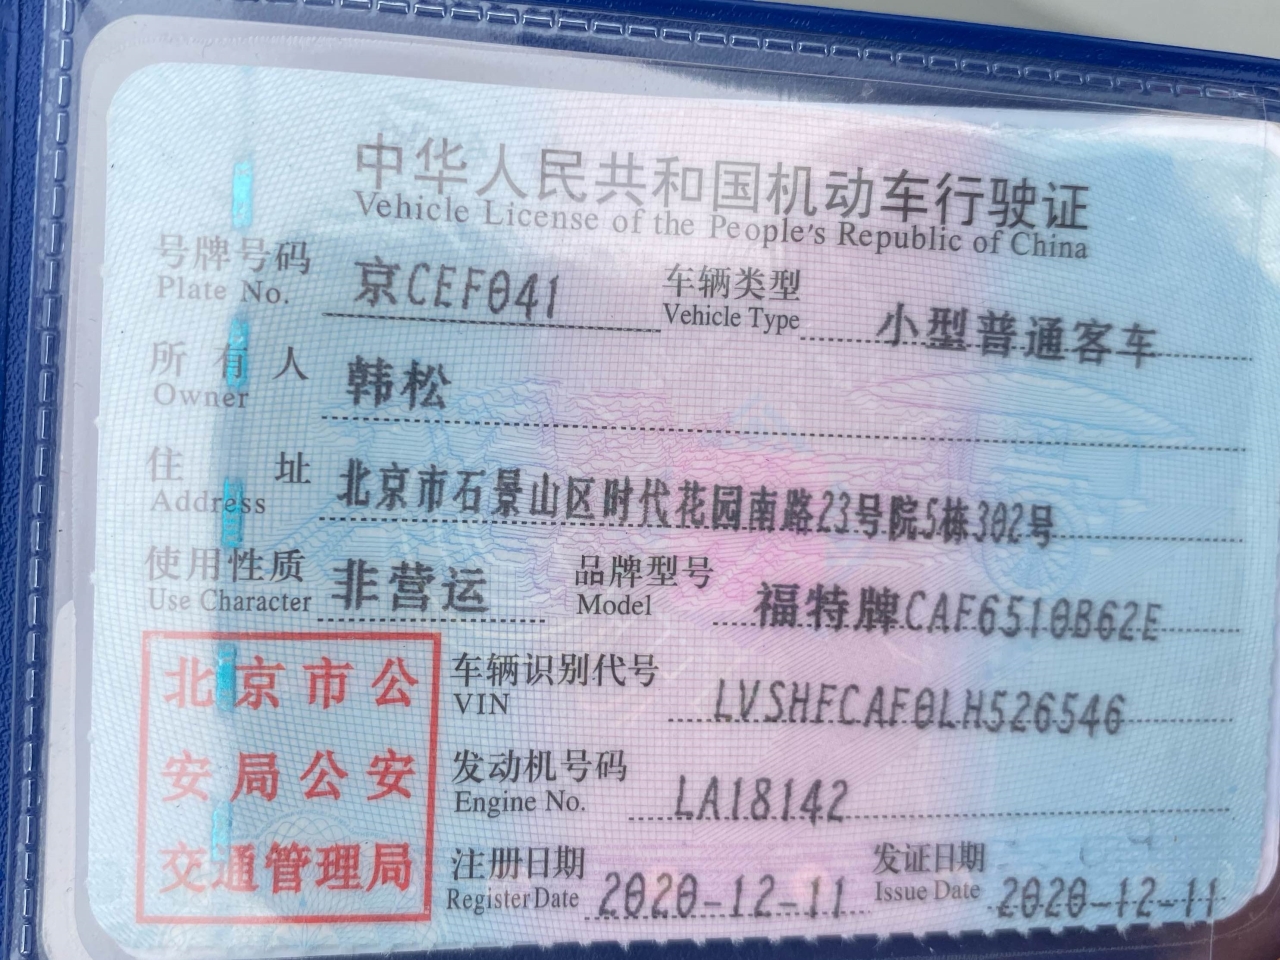 中华人民共和国机动车行驶证
Vehicle License of the People's Republic of China
号牌号码 京CEF041 车辆类型 小型普通客车
Plate No. Vehicle Type
所有人 韩松
Owner
住址 北京市石景山区时代花园南路23号院5栋302号
Address
使用性质 非营运 品牌型号 福特牌CAF6510B62E
Use Character Model
北京市公
安局公安
交通管理局
车辆识别代号 LVSHFCAF0LH526546
VIN
发动机号码 LA18142
Engine No.
注册日期 2020-12-11 发证日期 2020-12-11
Register Date Issue Date